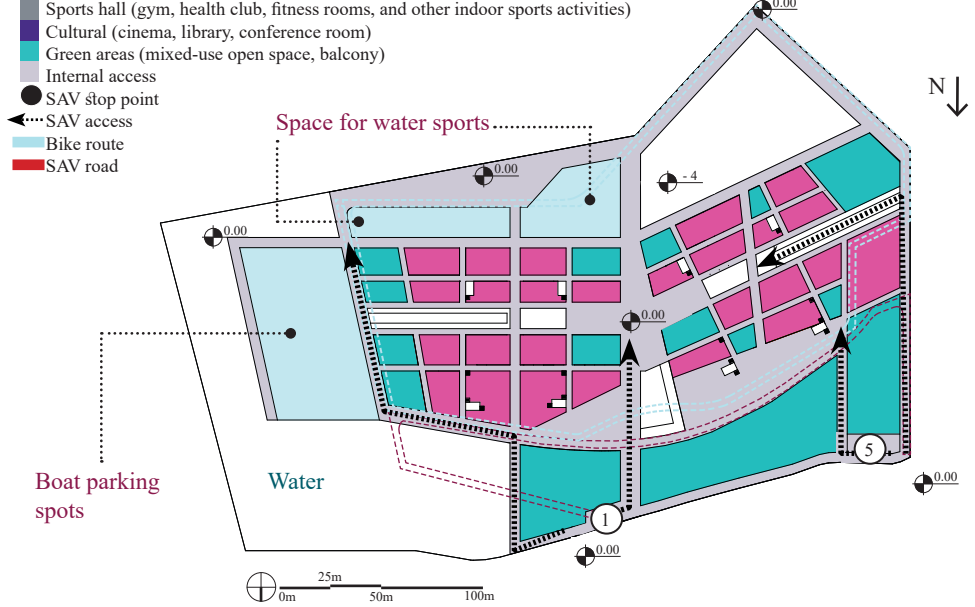 Sports hall (gym, health club, fitness rooms, and other indoor sports activities)
Cultural (cinema, library, conference room)
Green areas (mixed-use open space, balcony)
Internal access
SAV stop point
SAV access
Bike route
SAV road
0.00
N
Space for water sports
0.00
- 4
0.00
0.00
Boat parking
spots
Water
5
0.00
1
0.00
25m
0m
50m
100m